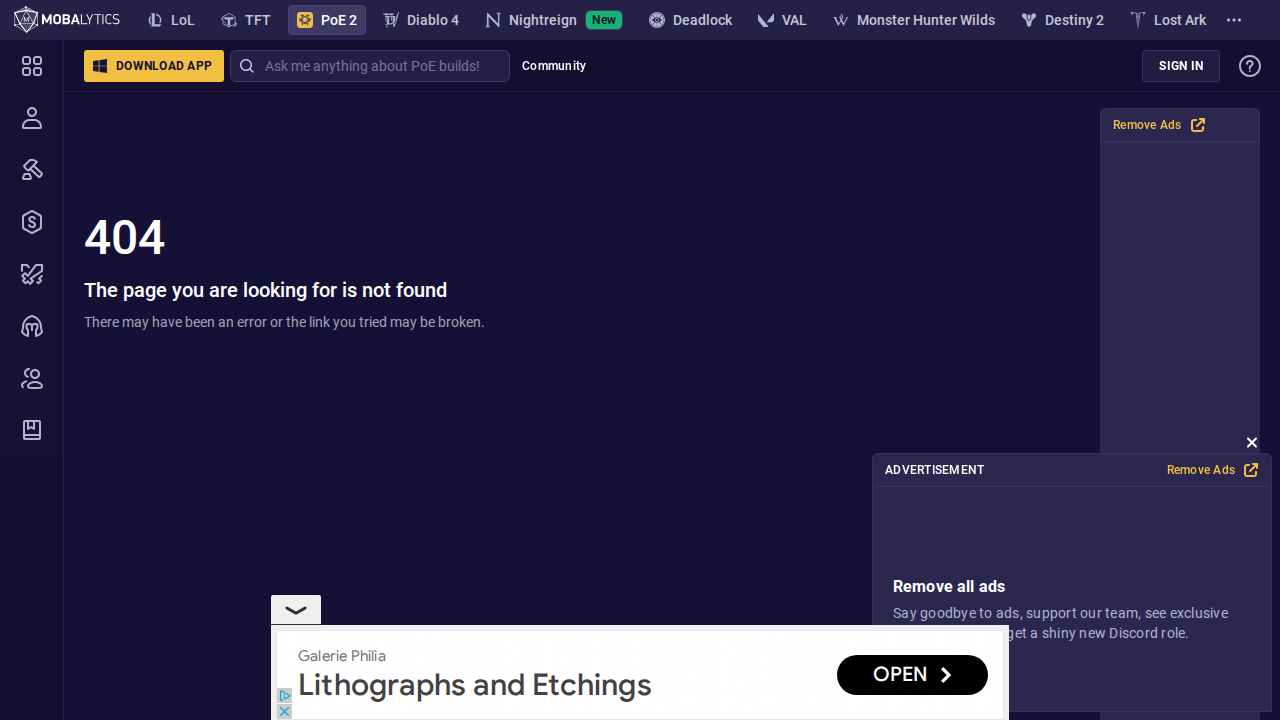 MOBALYTICS
LoL
TFT
PoE 2
Diablo 4
Nightreign
New
Deadlock
VAL
Monster Hunter Wilds
Destiny 2
Lost Ark
DOWNLOAD APP
Ask me anything about PoE builds!
Community
SIGN IN
Remove Ads
404
The page you are looking for is not found
There may have been an error or the link you tried may be broken.
ADVERTISEMENT
Remove Ads
Remove all ads
Say goodbye to ads, support our team, see exclusive
get a shiny new Discord role.
Galerie Philia
Lithographs and Etchings
OPEN